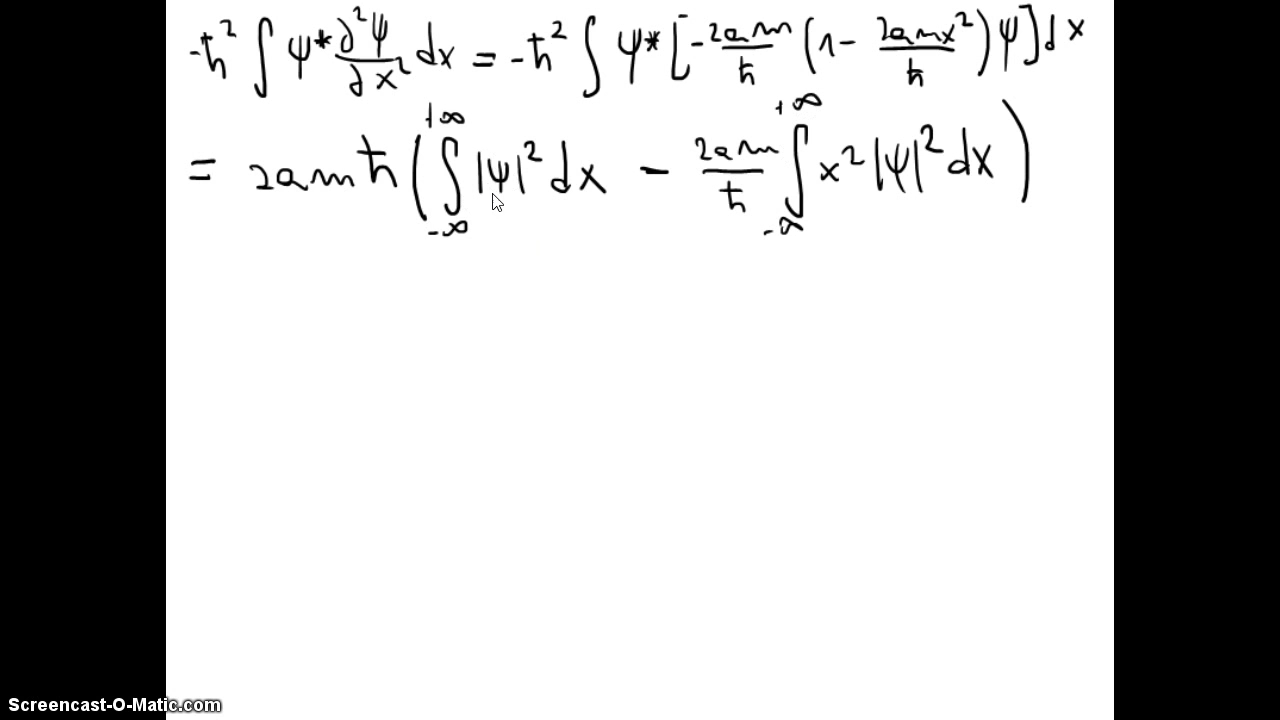 -ħ² ∫ ψ* ∂²ψ/∂x² dx = -ħ² ∫ ψ* [-2am/ħ (1 - 2amx²/ħ) ψ] dx
= 2amħ ( ∫_{-∞}^{+∞} |ψ|² dx - 2am/ħ ∫_{-∞}^{+∞} x² |ψ|² dx )
Screencast-O-Matic.com